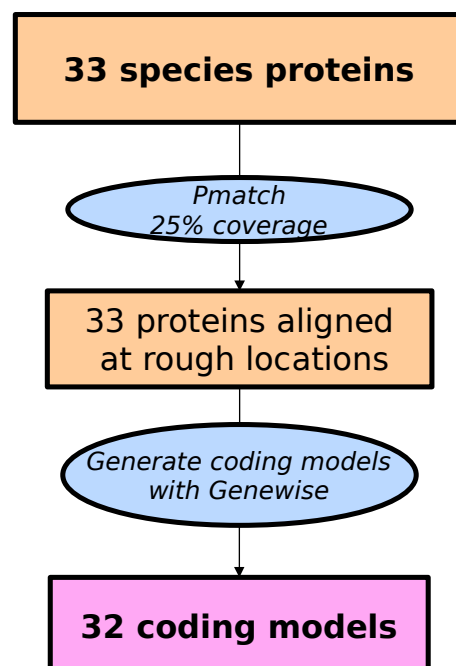 33 species proteins
Pmatch
25% coverage
33 proteins aligned
at rough locations
Generate coding models
with Genewise
32 coding models